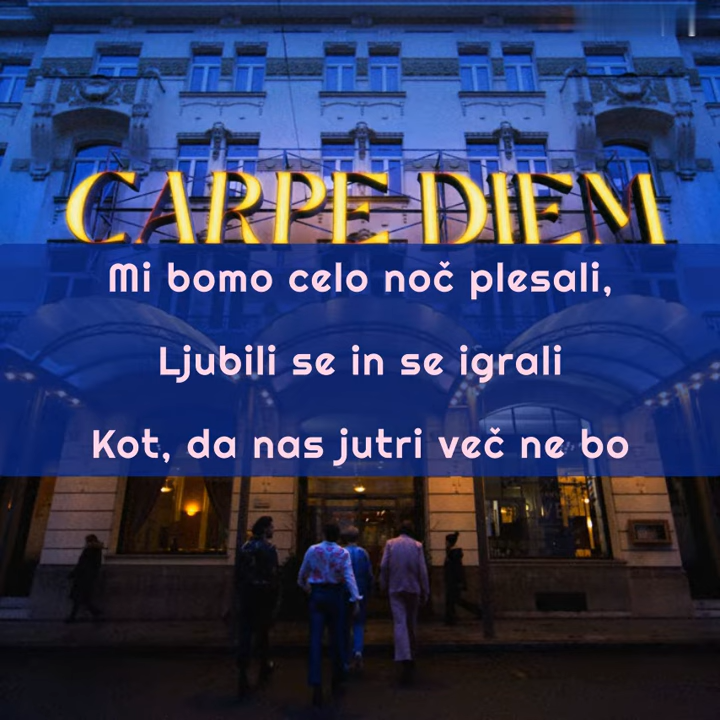 CARPE DIEM
Mi bomo celo noč plesali,
Ljubili se in se igrali
Kot, da nas jutri več ne bo